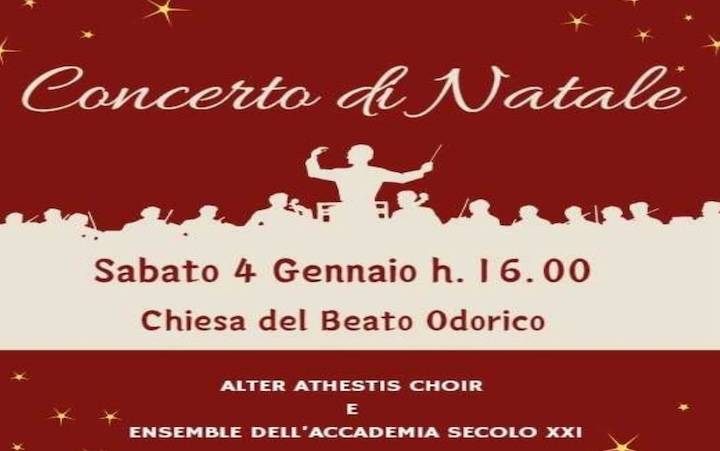 Concerto di Natale
Sabato 4 Gennaio h. 16.00
Chiesa del Beato Odorico
ALTER ATHESTIS CHOIR
E
ENSEMBLE DELL'ACCADEMIA SECOLO XXI